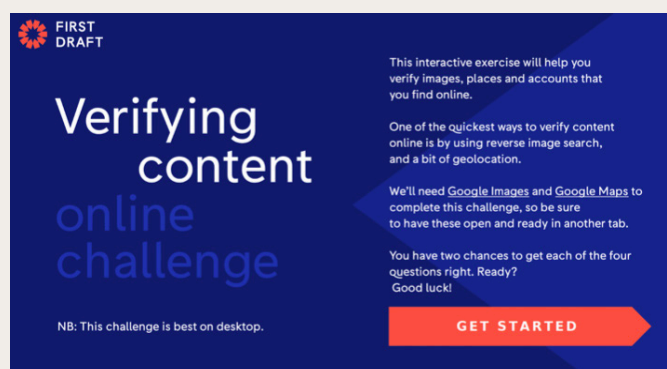 FIRST
DRAFT
Verifying
content
online
challenge
NB: This challenge is best on desktop.
This interactive exercise will help you
verify images, places and accounts that
you find online.
One of the quickest ways to verify content
online is by using reverse image search,
and a bit of geolocation.
We'll need Google Images and Google Maps to
complete this challenge, so be sure
to have these open and ready in another tab.
You have two chances to get each of the four
questions right. Ready?
Good luck!
GET STARTED